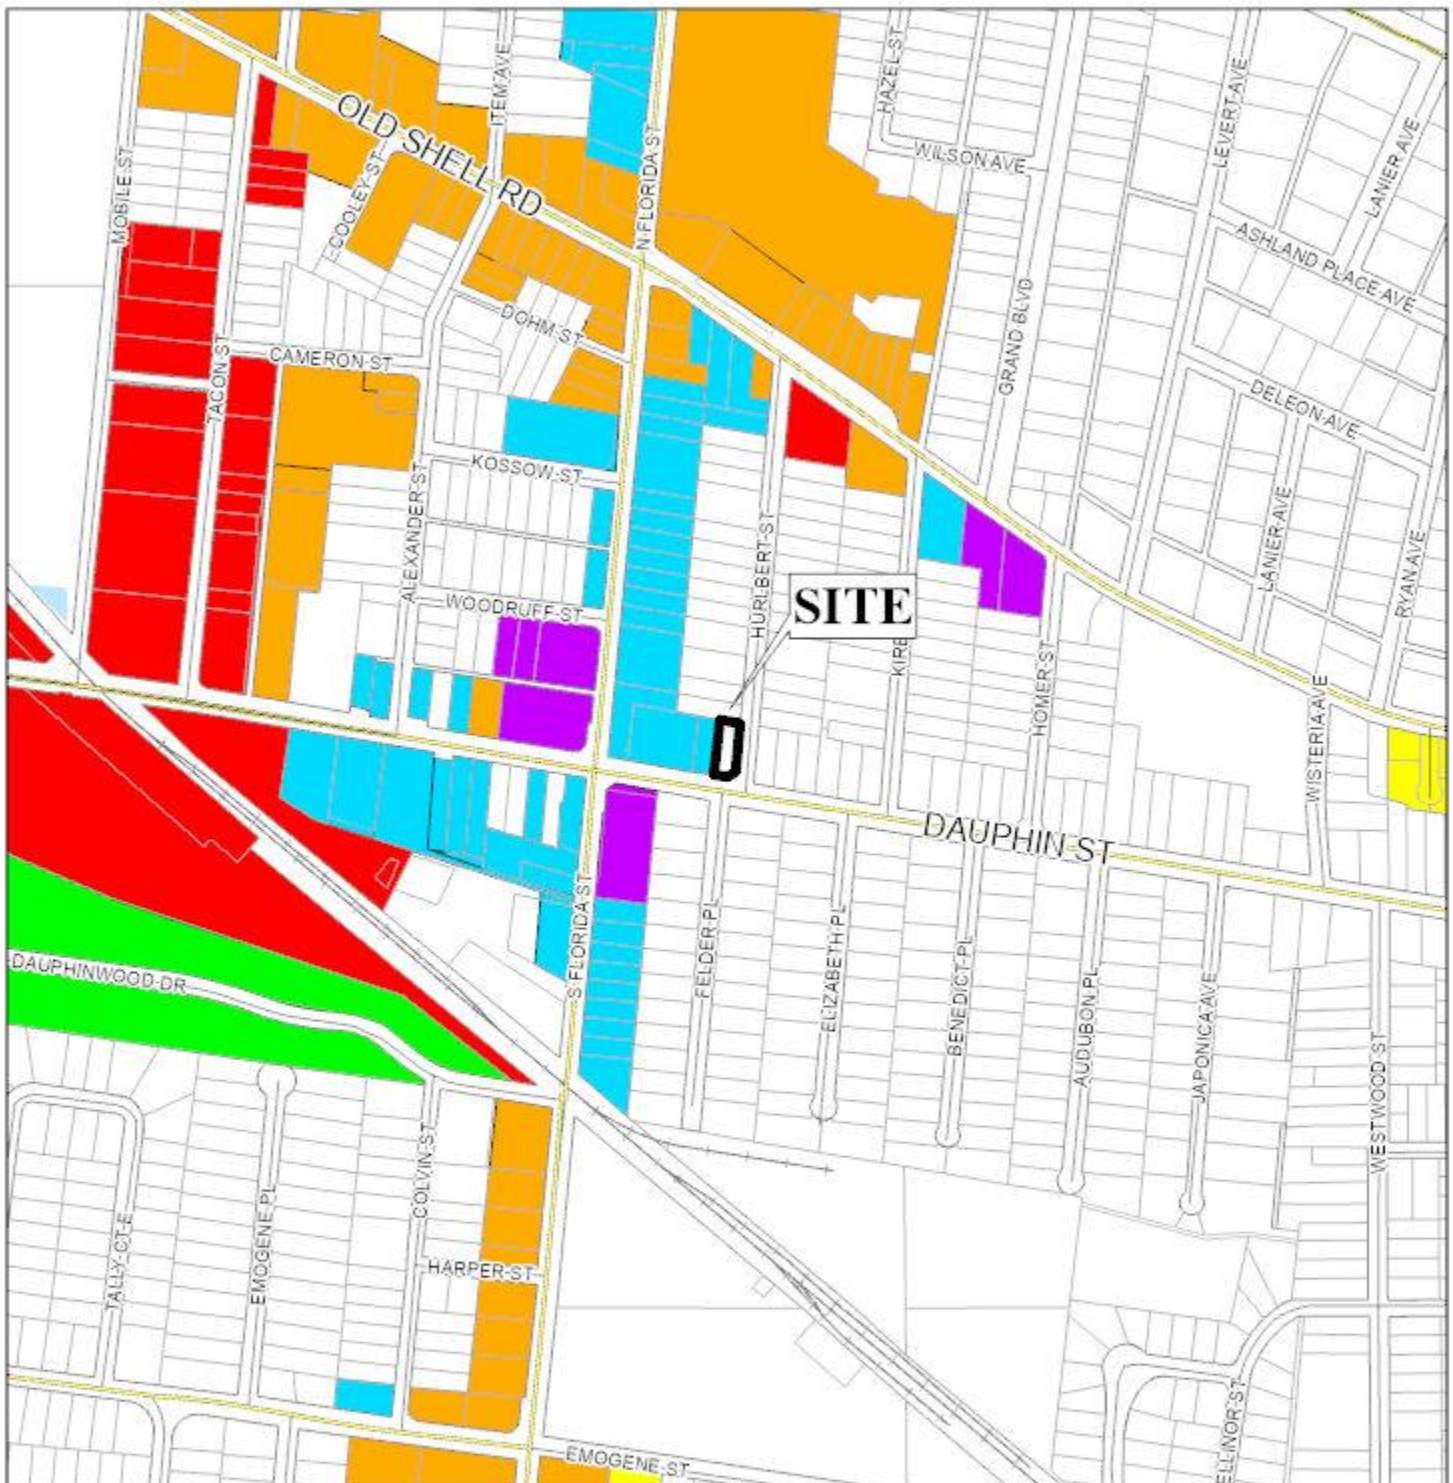 HAZEL ST
ITEM AVE
LEVERT AVE
OLD SHELL RD
WILSON AVE
LANIER AVE
MOBILE ST
COOLEY ST
N FLORIDA ST
ASHLAND PLACE AVE
DOHM ST
GRAND BLVD
CAMERON ST
TACON ST
DELEON AVE
KOSSOW ST
ALEXANDER ST
LANIER AVE
RYAN AVE
HURLBERT ST
WOODRUFF ST
SITE
HOMER ST
WISTERIA AVE
DAUPHIN ST
S FLORIDA ST
FELDER PL
ELIZABETH PL
BENEDICT PL
AUDUBON PL
JAPONICA AVE
DAUPHINWOOD DR
WESTWOOD ST
COLVIN ST
EMOGENE PL
TALLY CT E
HARPER ST
EMOGENE ST